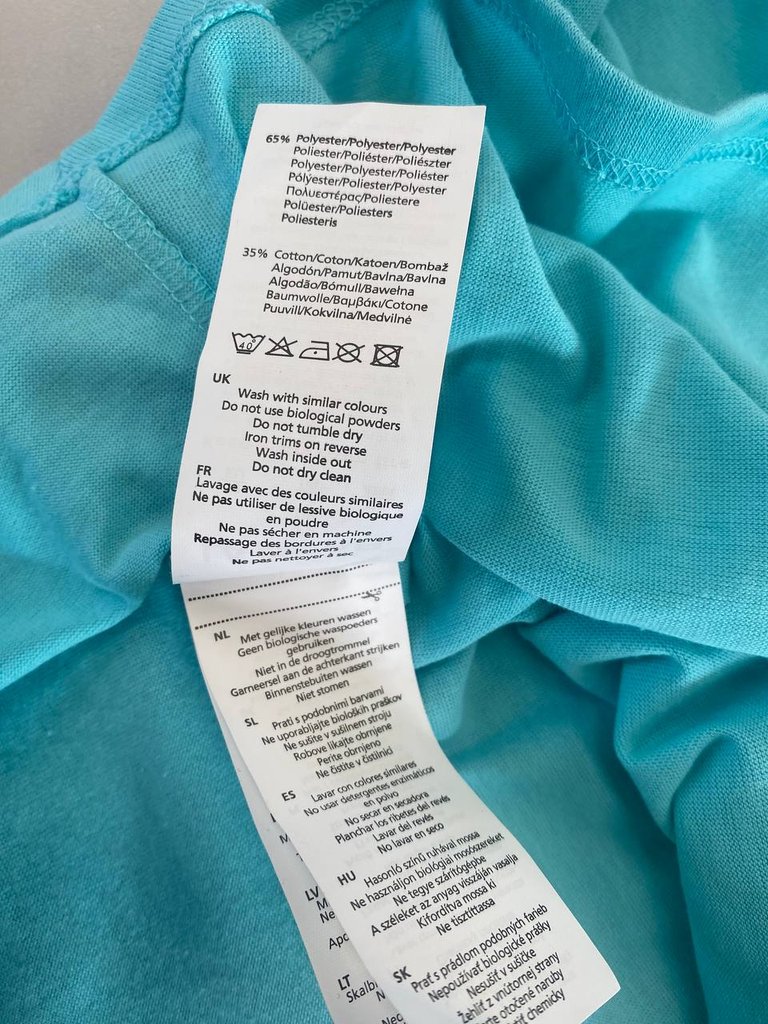 65% Polyester/Polyester/Polyester
Poliester/Poliéster/Poliészter
Polyester/Polyester/Poliéster
Pólýester/Poliester/Polyester
Πολυεστέρας/Poliestere
Polüester/Poliesters
Poliesteris
35% Cotton/Coton/Katoen/Bombaž
Algodón/Pamut/Bavlna/Bavlna
Algodão/Bómull/Bawełna
Baumwolle/Βαμβάκι/Cotone
Puuvill/Kokvilna/Medvilnė
40°
UK
Wash with similar colours
Do not use biological powders
Do not tumble dry
Iron trims on reverse
Wash inside out
Do not dry clean
FR
Lavage avec des couleurs similaires
Ne pas utiliser de lessive biologique
en poudre
Ne pas sécher en machine
Repassage des bordures à l'envers
Laver à l'envers
Ne pas nettoyer à sec
NL Met gelijke kleuren wassen
Geen biologische waspoeders
gebruiken
Niet in de droogtrommel
Garneersel aan de achterkant strijken
Binnenstebuiten wassen
Niet stomen
SL Prati s podobnimi barvami
Ne uporabljajte bioloških praškov
Ne sušite v sušilnem stroju
Robove likajte obrnjene
Perite obrnjeno
Ne čistite v čistilnici
ES Lavar con colores similares
No usar detergentes enzimáticos
en polvo
No secar en secadora
Planchar los ribetes del revés
Lavar del revés
No lavar en seco
HU Hasonló színű ruhával mossa
Ne használjon biológiai mosószereket
Ne tegye szárítógépbe
A széleket az anyag visszáján vasalja
Kifordítva mossa ki
Ne tisztíttassa
SK Prať s prádlom podobných farieb
Nepoužívať biologické prášky
Nesušiť v sušičke
Žehliť z vnútornej strany
otočené naruby
chemicky
LV
Ne
Apo
LT
Skalbi